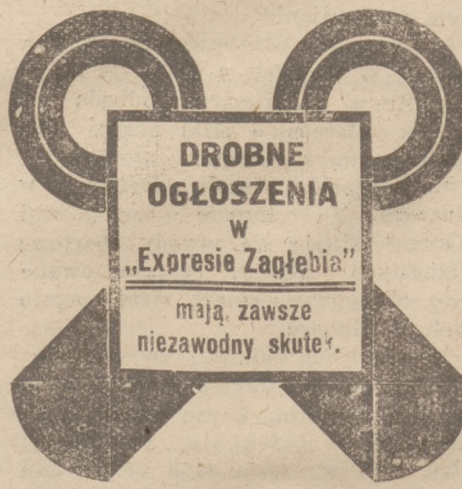 DROBNE
OGŁOSZENIA
w
„Expresie Zagłębia”
mają zawsze
niezawodny skutek.